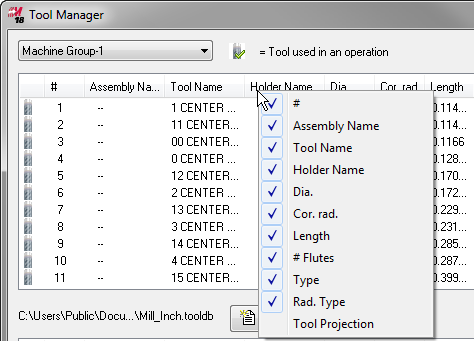 18 Tool Manager
Machine Group-1
= Tool used in an operation
# Assembly Na... Tool Name Holder Name Dia. Cor. rad. Length
1 -- 1 CENTER ... 0.114...
2 -- 11 CENTER ... 0.114...
3 -- 00 CENTER ... 0.1166
4 -- 0 CENTER ... 0.170...
5 -- 12 CENTER ... 0.172...
6 -- 2 CENTER ... 0.227...
7 -- 13 CENTER ... 0.229...
8 -- 3 CENTER ... 0.231...
9 -- 14 CENTER ... 0.285...
10 -- 4 CENTER ... 0.287...
11 -- 15 CENTER ... 0.399...
#
Assembly Name
Tool Name
Holder Name
Dia.
Cor. rad.
Length
# Flutes
Type
Rad. Type
Tool Projection
C:\Users\Public\Docu...\Mill_Inch.tooldb